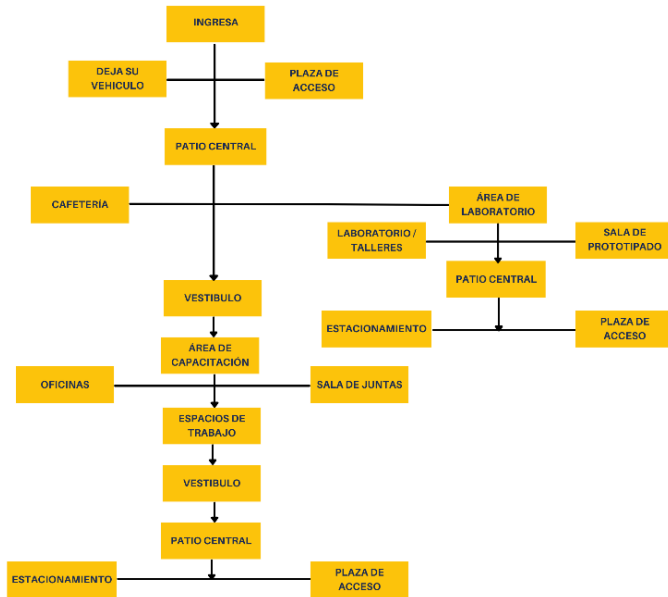 INGRESA
DEJA SU
VEHICULO
PLAZA DE
ACCESO
PATIO CENTRAL
CAFETERÍA
ÁREA DE
LABORATORIO
LABORATORIO /
TALLERES
SALA DE
PROTOTIPADO
PATIO CENTRAL
VESTIBULO
ESTACIONAMIENTO
PLAZA DE
ACCESO
ÁREA DE
CAPACITACIÓN
OFICINAS
SALA DE JUNTAS
ESPACIOS DE
TRABAJO
VESTIBULO
PATIO CENTRAL
ESTACIONAMIENTO
PLAZA DE
ACCESO